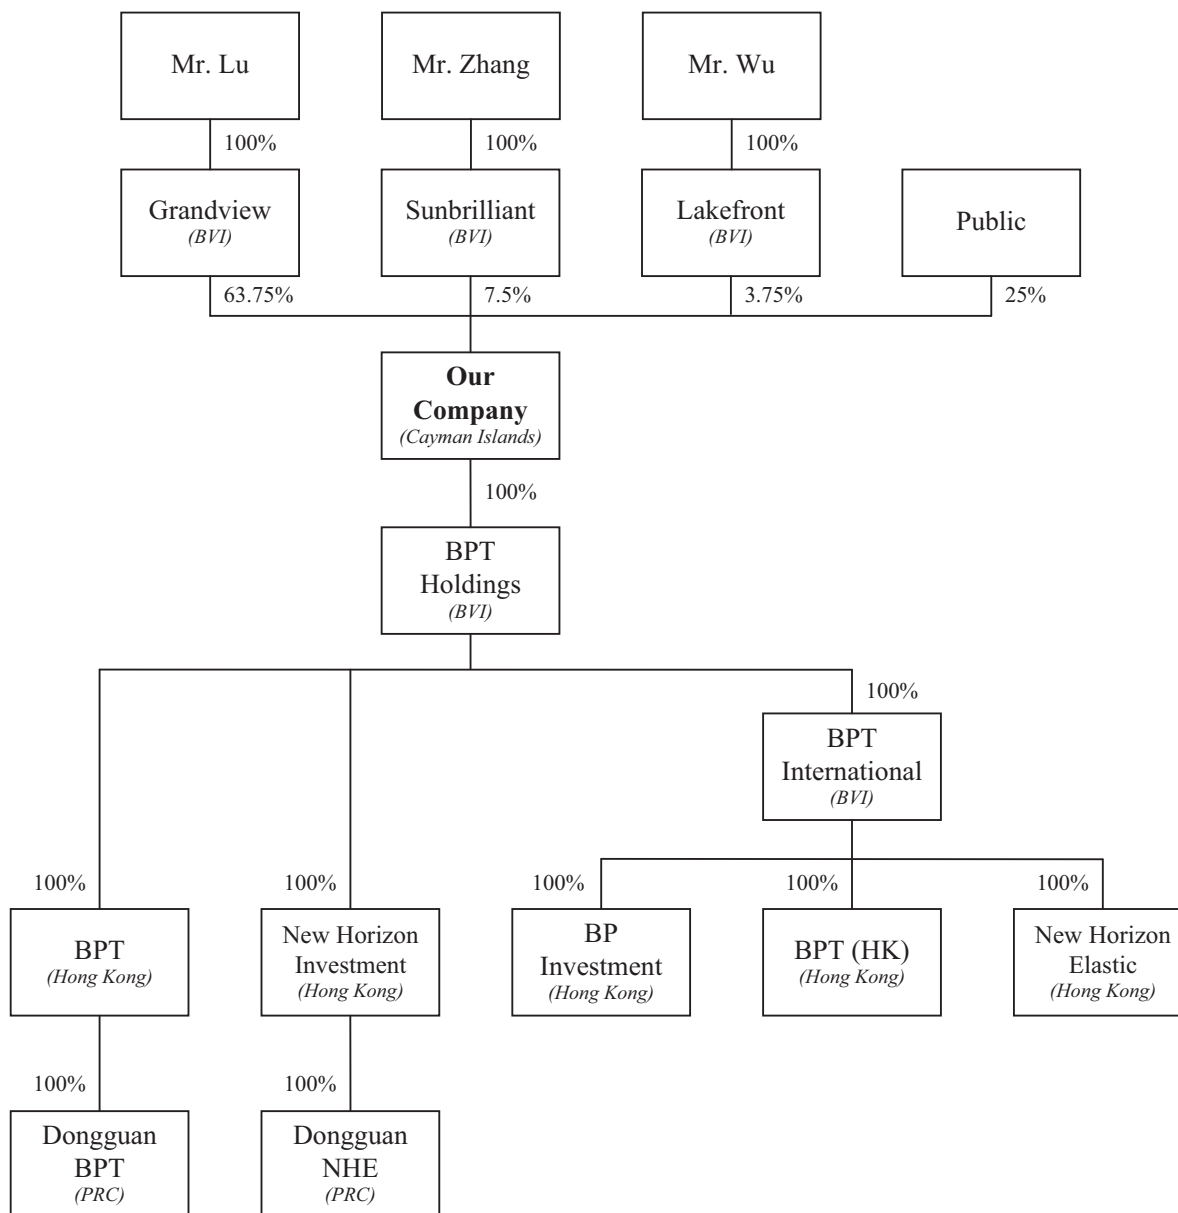 Mr. Lu
Mr. Zhang
Mr. Wu
100%
100%
100%
Grandview
(BVI)
Sunbrilliant
(BVI)
Lakefront
(BVI)
Public
63.75%
7.5%
3.75%
25%
Our
Company
(Cayman Islands)
100%
BPT
Holdings
(BVI)
100%
BPT
International
(BVI)
100%
100%
100%
100%
100%
BPT
(Hong Kong)
New Horizon
Investment
(Hong Kong)
BP
Investment
(Hong Kong)
BPT (HK)
(Hong Kong)
New Horizon
Elastic
(Hong Kong)
100%
100%
Dongguan
BPT
(PRC)
Dongguan
NHE
(PRC)